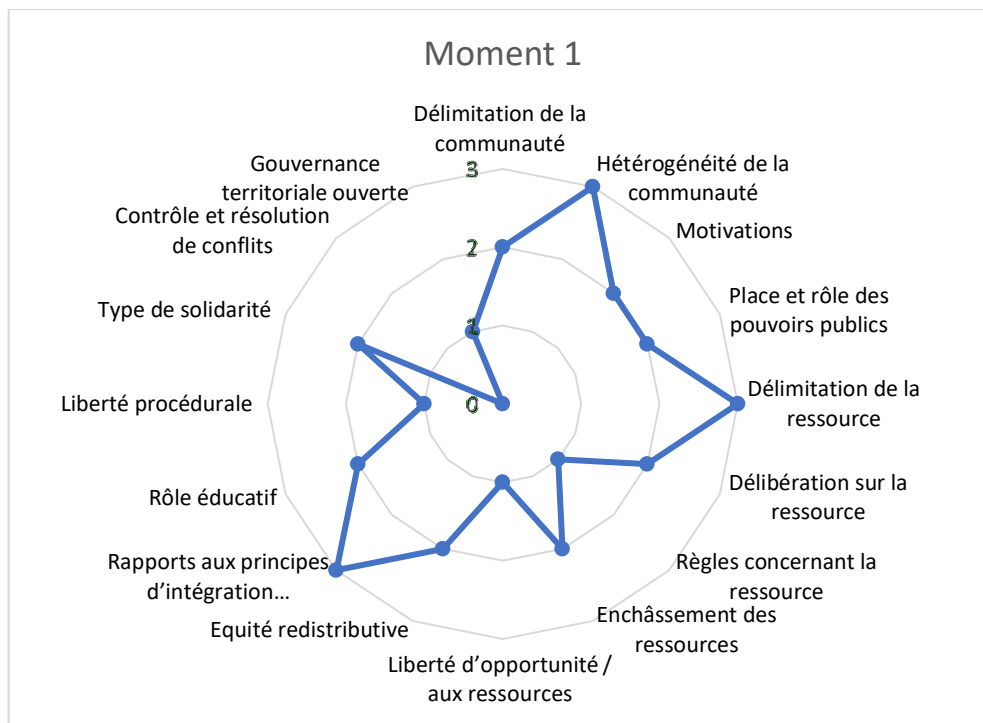 Moment 1
Délimitation de la
communauté
Hétérogénéité de la
communauté
Motivations
Place et rôle des
pouvoirs publics
Délimitation de la
ressource
Délibération sur la
ressource
Règles concernant la
ressource
Enchâssement des
ressources
Liberté d’opportunité /
aux ressources
Equité redistributive
Rapports aux principes
d’intégration…
Rôle éducatif
Liberté procédurale
Type de solidarité
Contrôle et résolution
de conflits
Gouvernance
territoriale ouverte
3
2
1
0